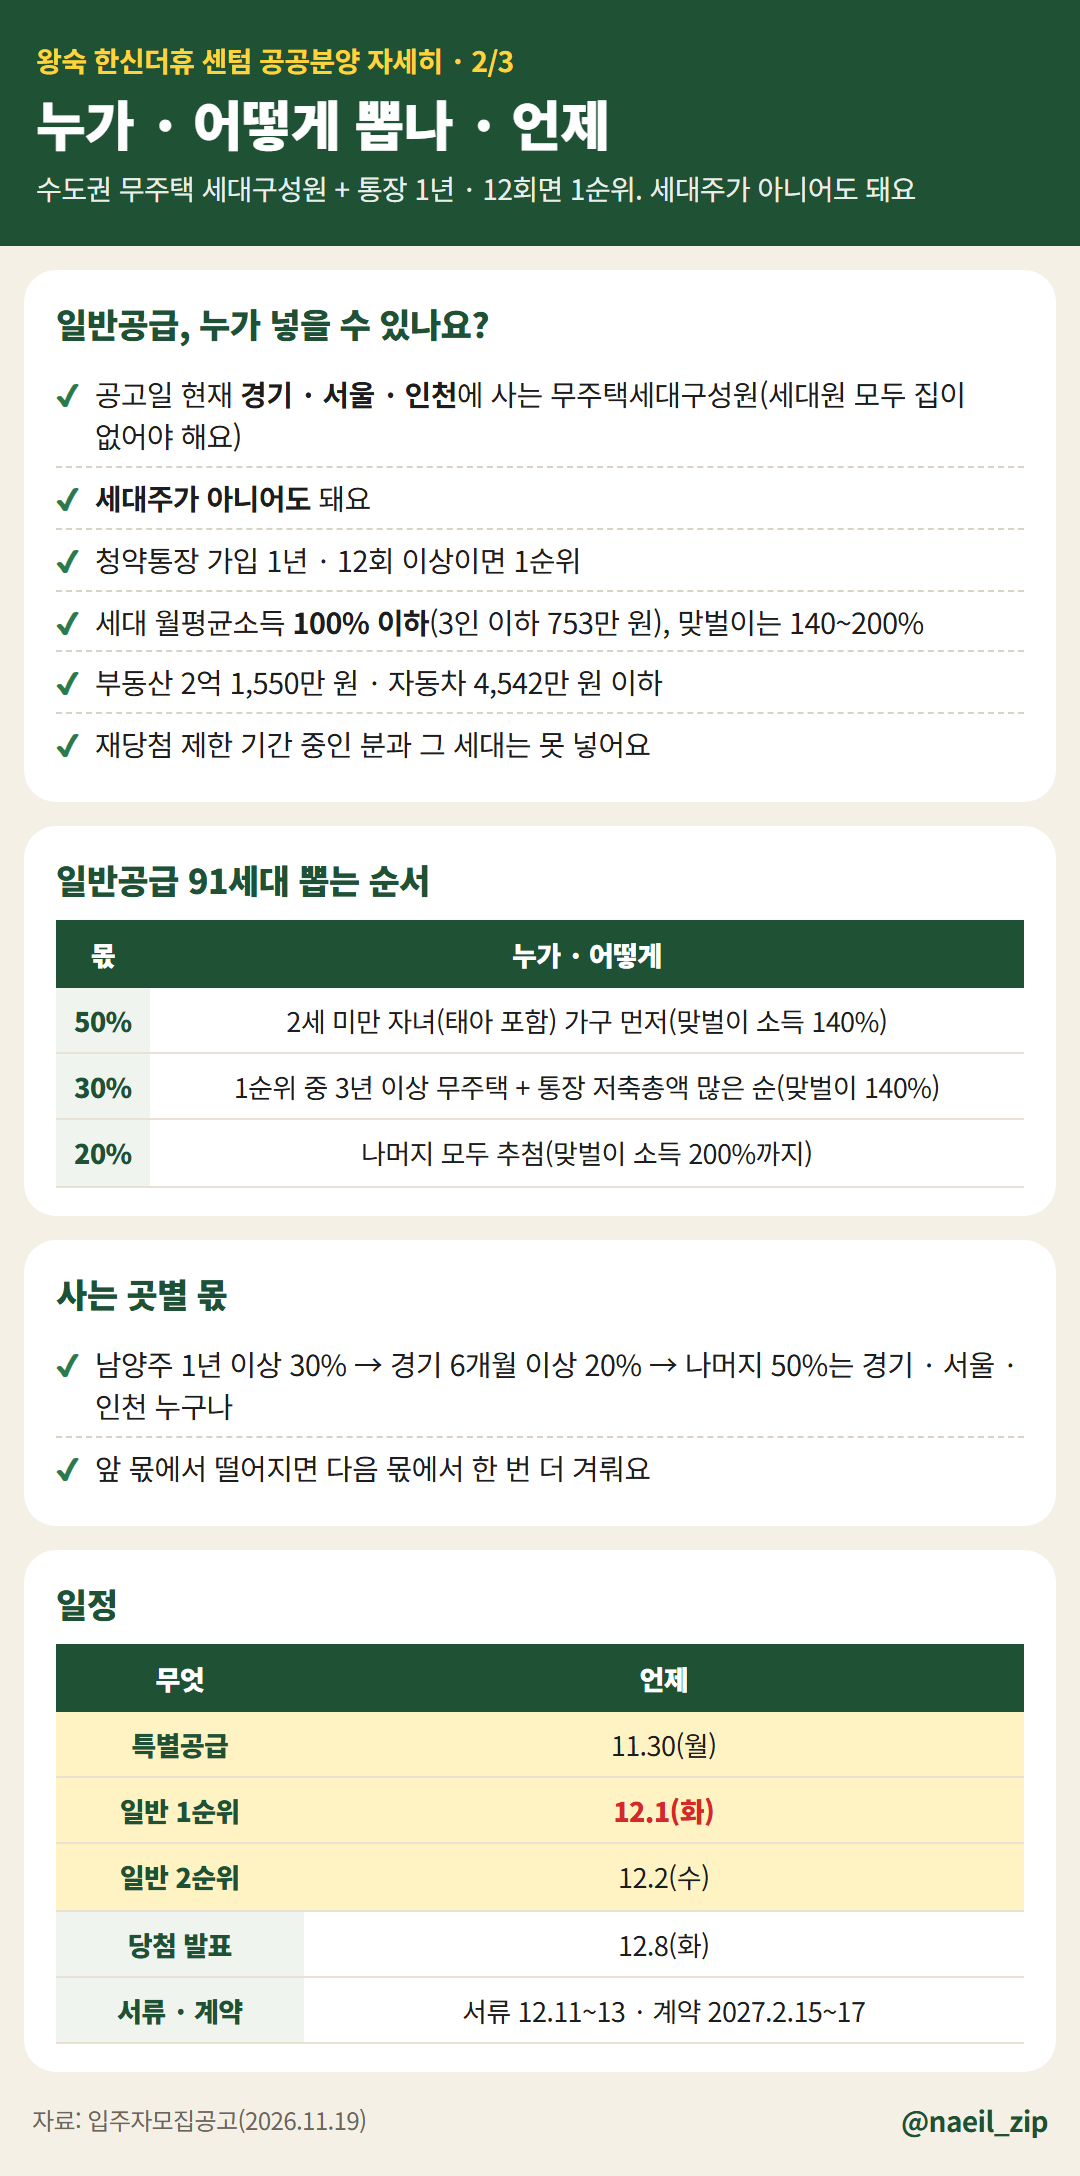 왕숙 한신더휴 센텀 공공분양 자세히 · 2/3
누가 · 어떻게 뽑나 · 언제
수도권 무주택 세대구성원 + 통장 1년 · 12회면 1순위. 세대주가 아니어도 돼요
일반공급, 누가 넣을 수 있나요?
✔ 공고일 현재 경기 · 서울 · 인천에 사는 무주택세대구성원(세대원 모두 집이
없어야 해요)
✔ 세대주가 아니어도 돼요
✔ 청약통장 가입 1년 · 12회 이상이면 1순위
✔ 세대 월평균소득 100% 이하(3인 이하 753만 원), 맞벌이는 140~200%
✔ 부동산 2억 1,550만 원 · 자동차 4,542만 원 이하
✔ 재당첨 제한 기간 중인 분과 그 세대는 못 넣어요
일반공급 91세대 뽑는 순서
몫 누가 · 어떻게
50% 2세 미만 자녀(태아 포함) 가구 먼저(맞벌이 소득 140%)
30% 1순위 중 3년 이상 무주택 + 통장 저축총액 많은 순(맞벌이 140%)
20% 나머지 모두 추첨(맞벌이 소득 200%까지)
사는 곳별 몫
✔ 남양주 1년 이상 30% → 경기 6개월 이상 20% → 나머지 50%는 경기 · 서울 ·
인천 누구나
✔ 앞 몫에서 떨어지면 다음 몫에서 한 번 더 겨뤄요
일정
무엇 언제
특별공급 11.30(월)
일반 1순위 12.1(화)
일반 2순위 12.2(수)
당첨 발표 12.8(화)
서류 · 계약 서류 12.11~13 · 계약 2027.2.15~17
자료: 입주자모집공고(2026.11.19)
@naeil_zip